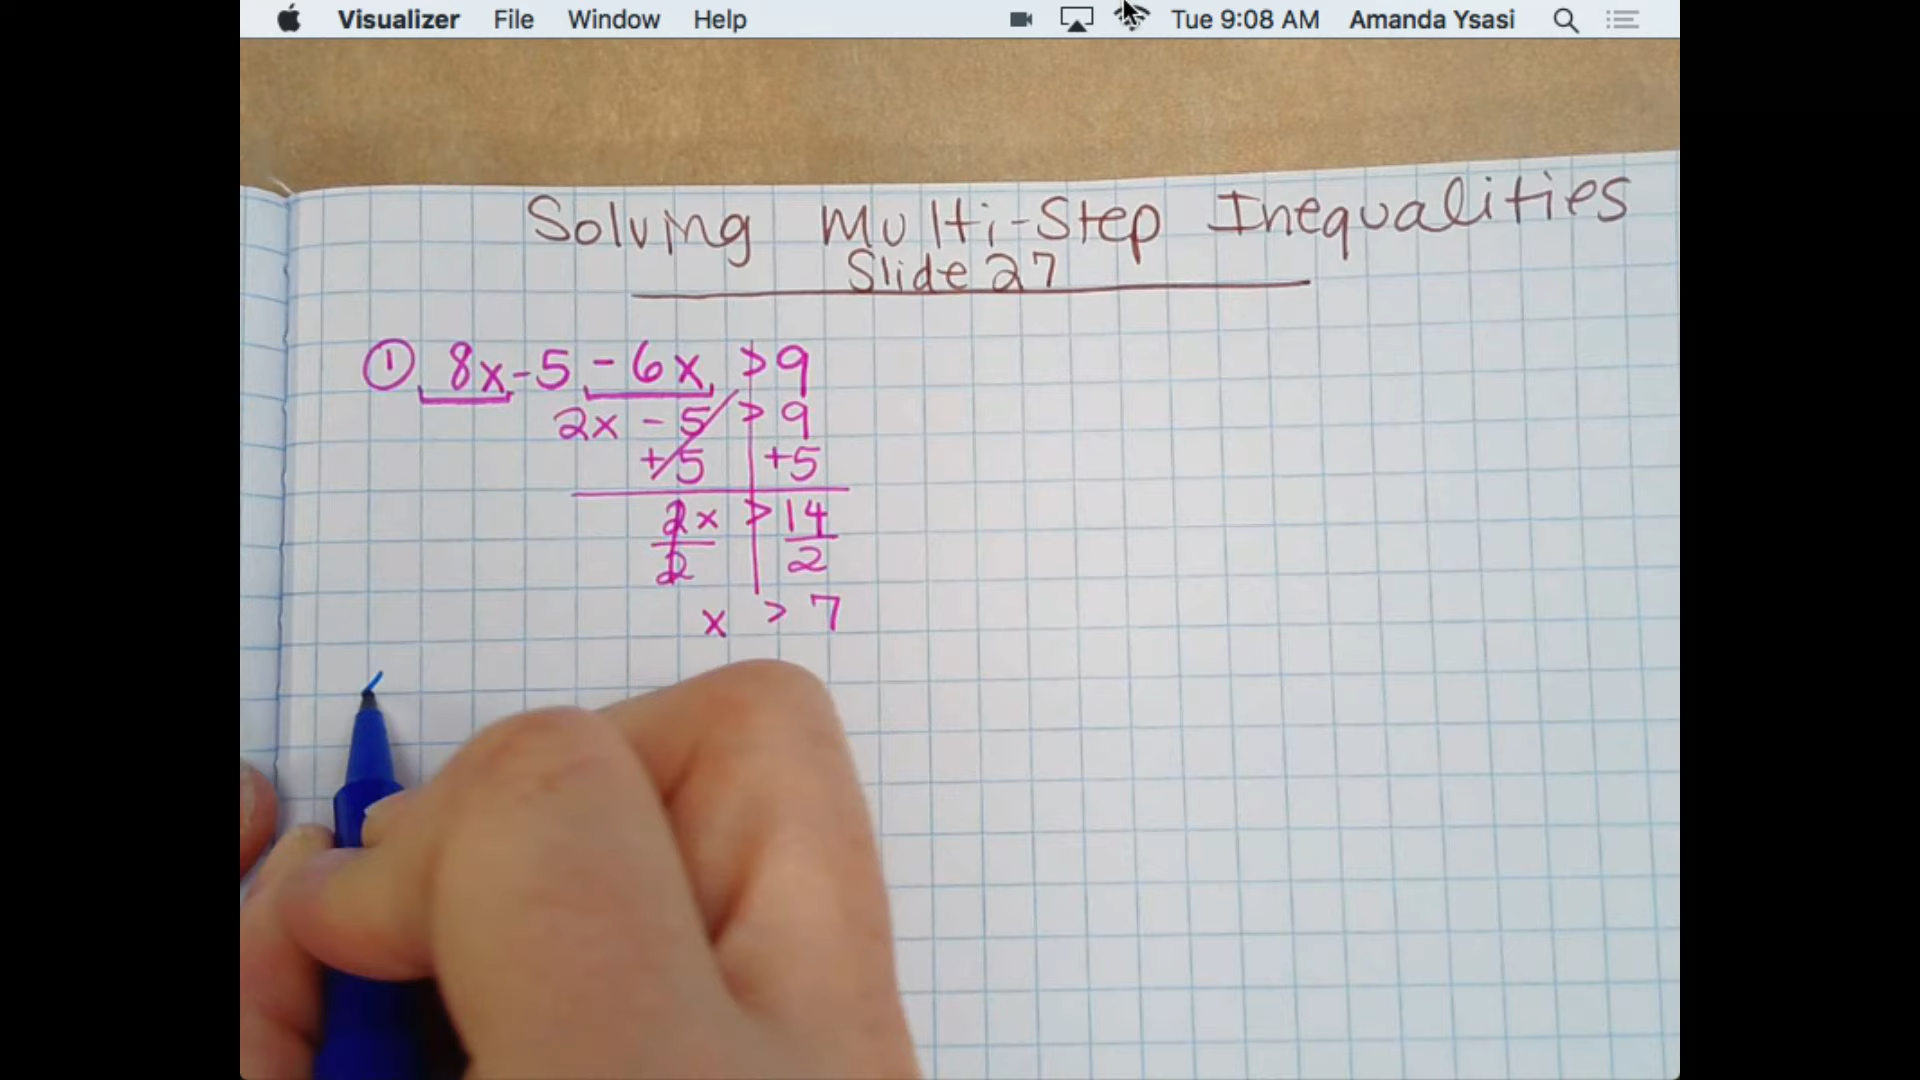 Visualizer File Window Help Tue 9:08 AM Amanda Ysasi
Solving Multi-Step Inequalities
Slide 27
① 8x - 5 - 6x > 9
2x - 5 > 9
+5 +5
2x > 14
2 2
x > 7